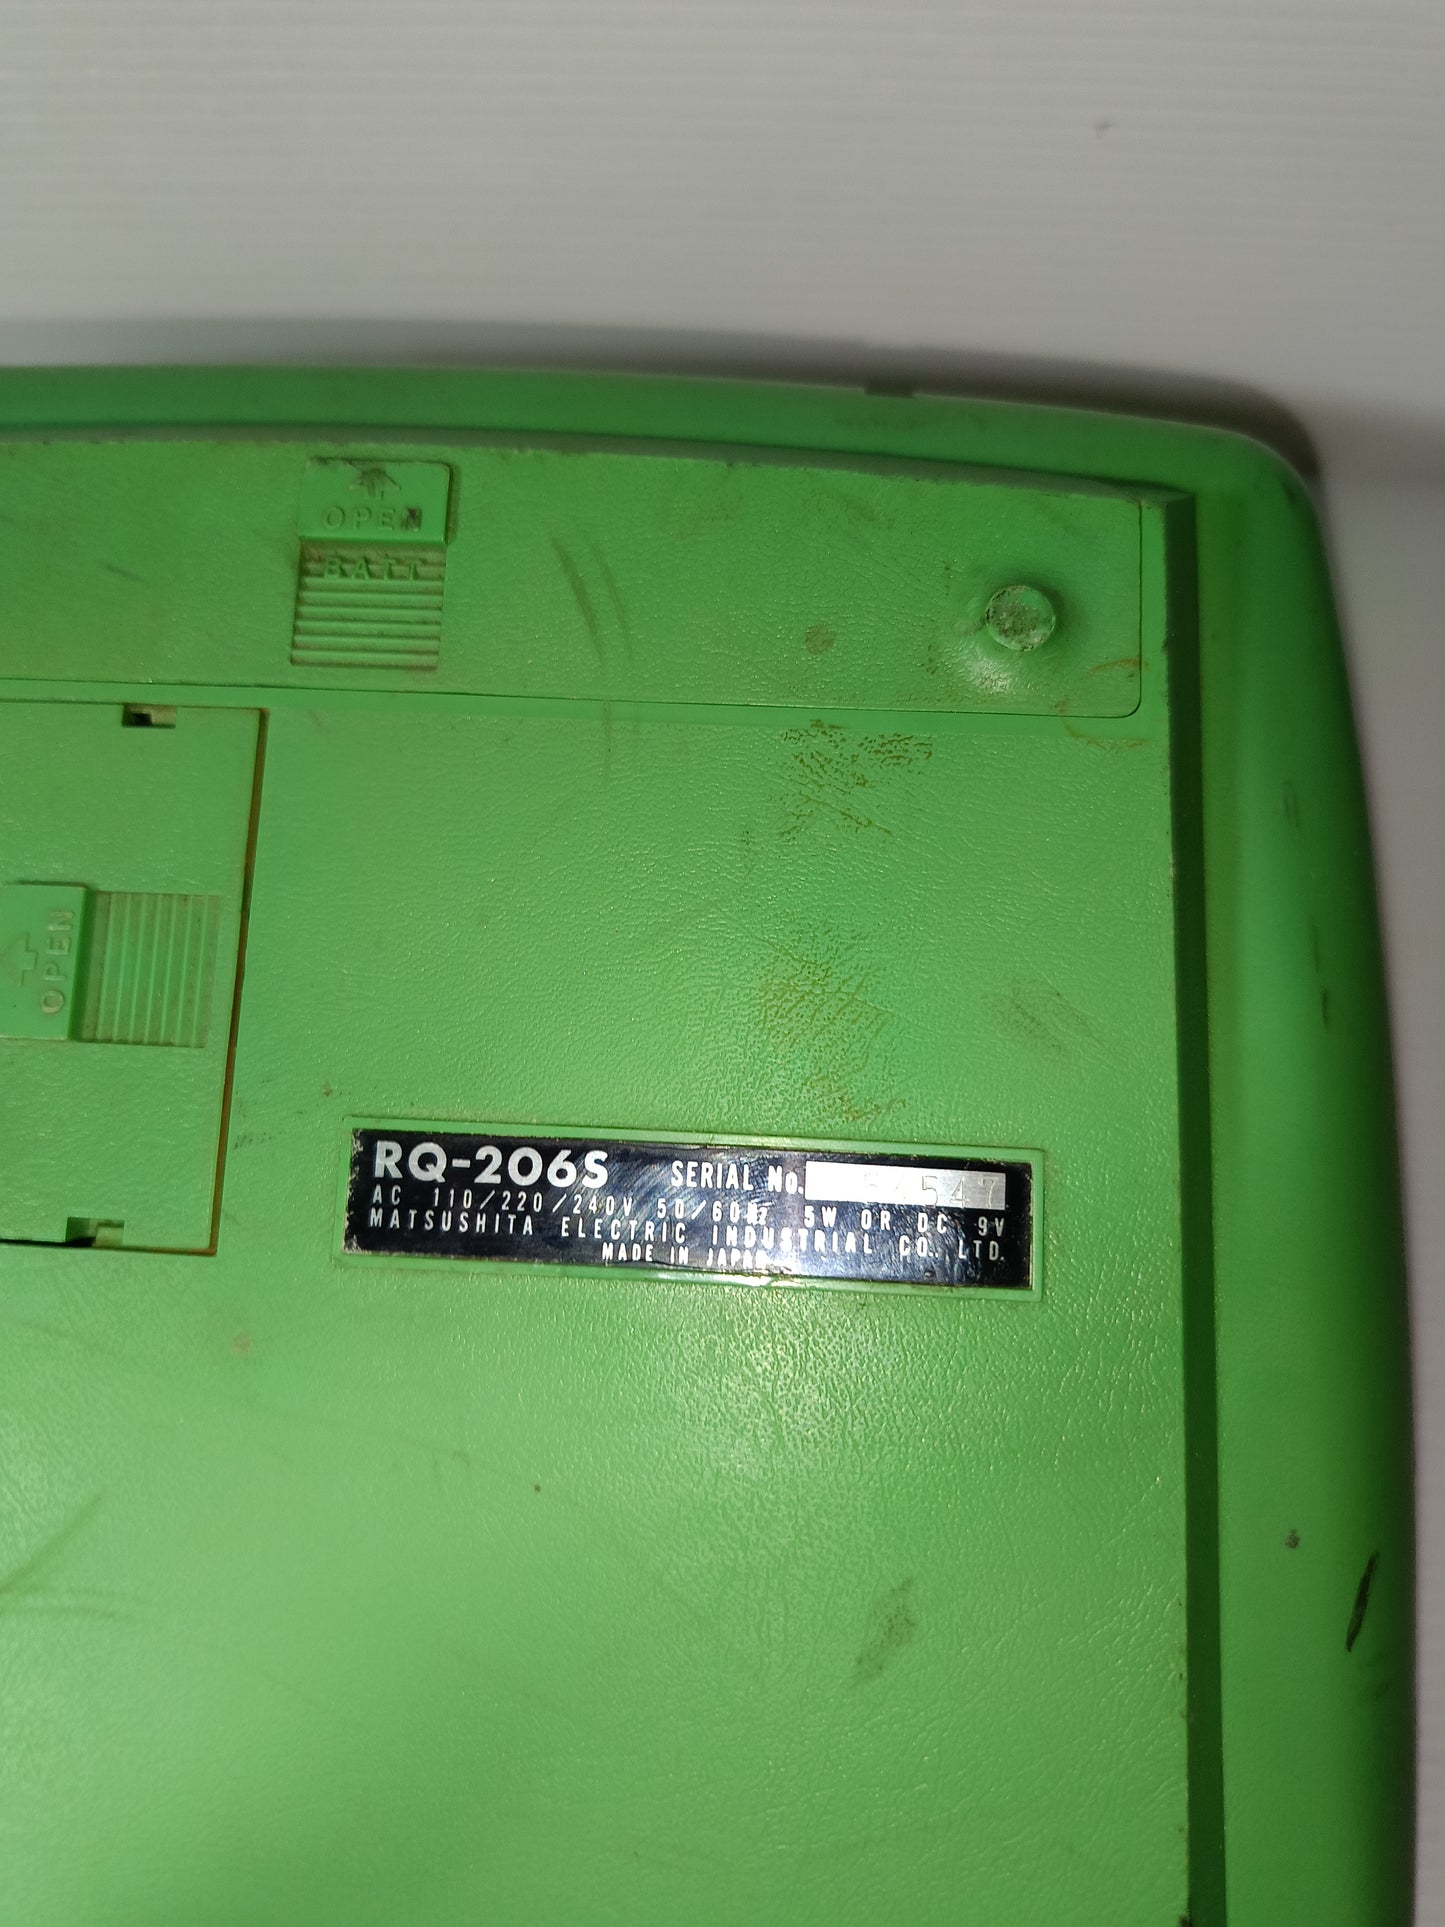 OPEN
BATT
OPEN
RQ-206S SERIAL No.
AC 110/220/240V 50/60Hz 5W OR DC 9V
MATSUSHITA ELECTRIC INDUSTRIAL CO., LTD.
MADE IN JAPAN